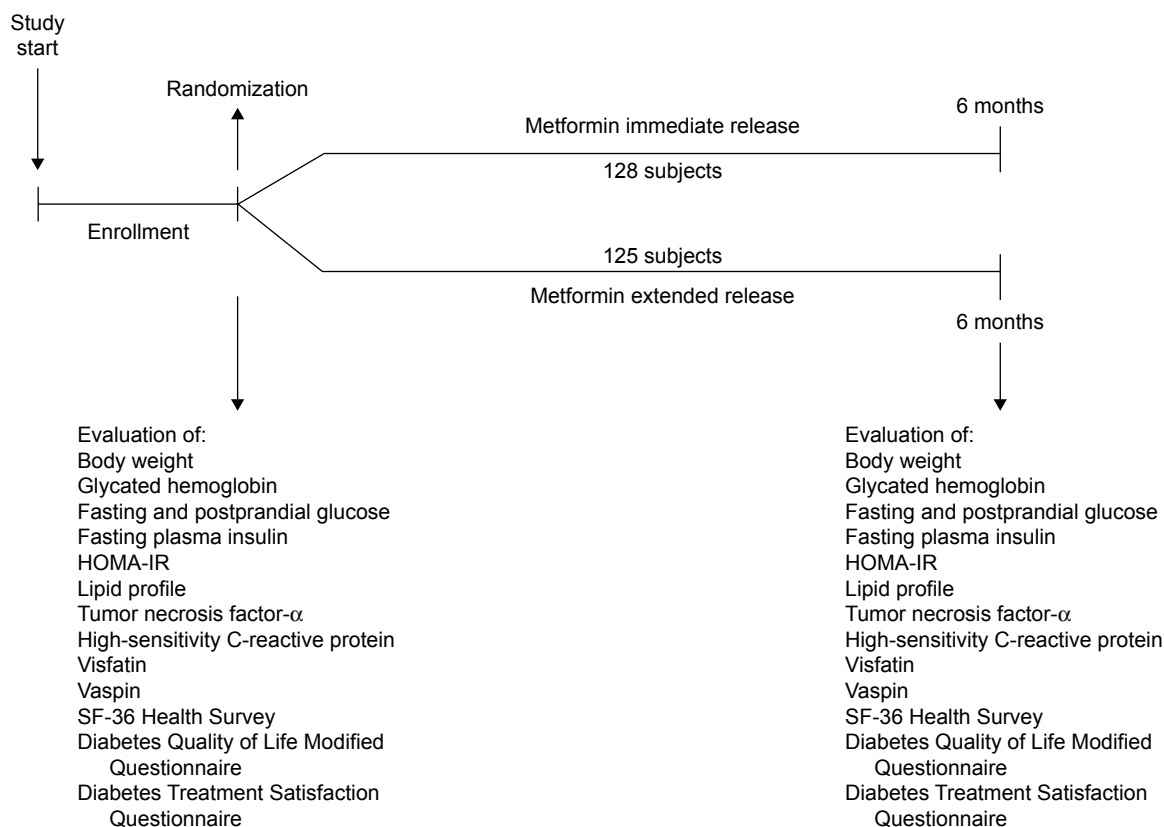 Study
start
Randomization
Metformin immediate release
6 months
128 subjects
Enrollment
125 subjects
Metformin extended release
6 months
Evaluation of:
Body weight
Glycated hemoglobin
Fasting and postprandial glucose
Fasting plasma insulin
HOMA-IR
Lipid profile
Tumor necrosis factor-α
High-sensitivity C-reactive protein
Visfatin
Vaspin
SF-36 Health Survey
Diabetes Quality of Life Modified
Questionnaire
Diabetes Treatment Satisfaction
Questionnaire
Evaluation of:
Body weight
Glycated hemoglobin
Fasting and postprandial glucose
Fasting plasma insulin
HOMA-IR
Lipid profile
Tumor necrosis factor-α
High-sensitivity C-reactive protein
Visfatin
Vaspin
SF-36 Health Survey
Diabetes Quality of Life Modified
Questionnaire
Diabetes Treatment Satisfaction
Questionnaire